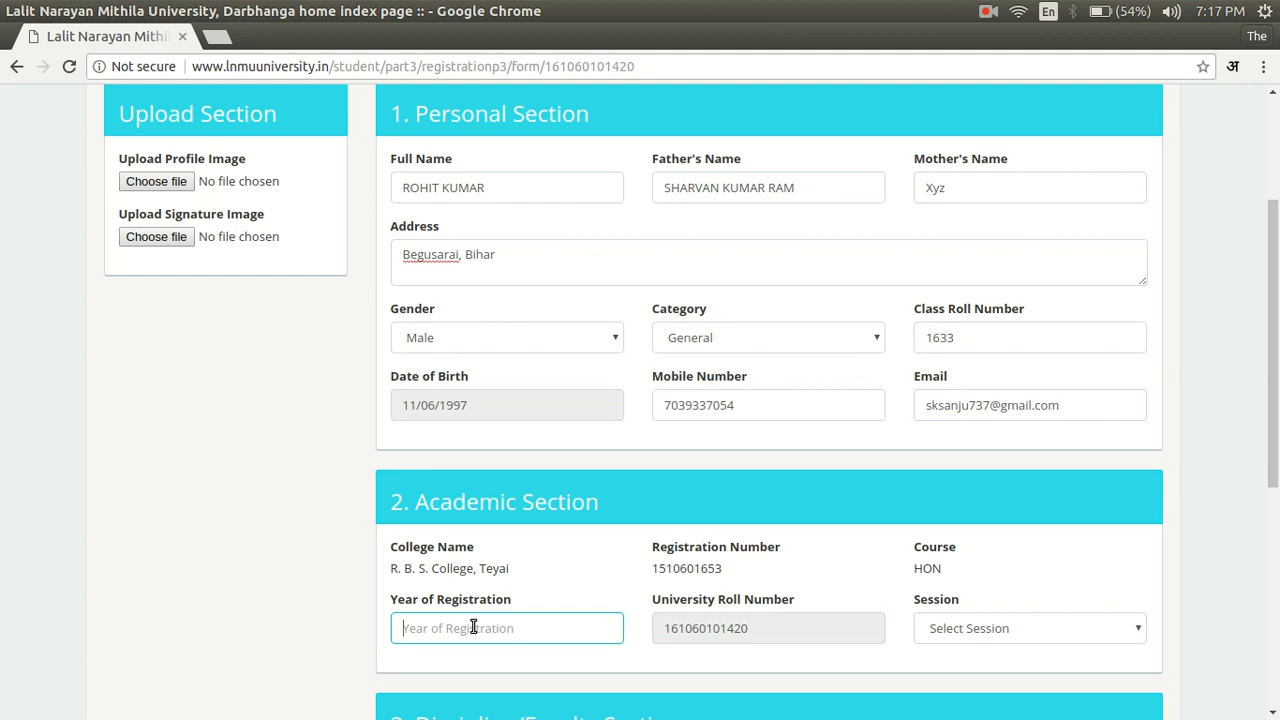 Lalit Narayan Mithila University, Darbhanga home index page :: - Google Chrome
En
(54%)
7:17 PM
Lalit Narayan Mithil
The
Not secure
www.lnmuuniversity.in/student/part3/registrationp3/form/161060101420
अ
Upload Section
Upload Profile Image
Choose file No file chosen
Upload Signature Image
Choose file No file chosen
1. Personal Section
Full Name Father's Name Mother's Name
ROHIT KUMAR SHARVAN KUMAR RAM Xyz
Address
Begusarai, Bihar
Gender Category Class Roll Number
Male General 1633
Date of Birth Mobile Number Email
11/06/1997 7039337054 sksanju737@gmail.com
2. Academic Section
College Name Registration Number Course
R. B. S. College, Teyai 1510601653 HON
Year of Registration University Roll Number Session
Year of Registration 161060101420 Select Session
3. Discipline/Faculty Section